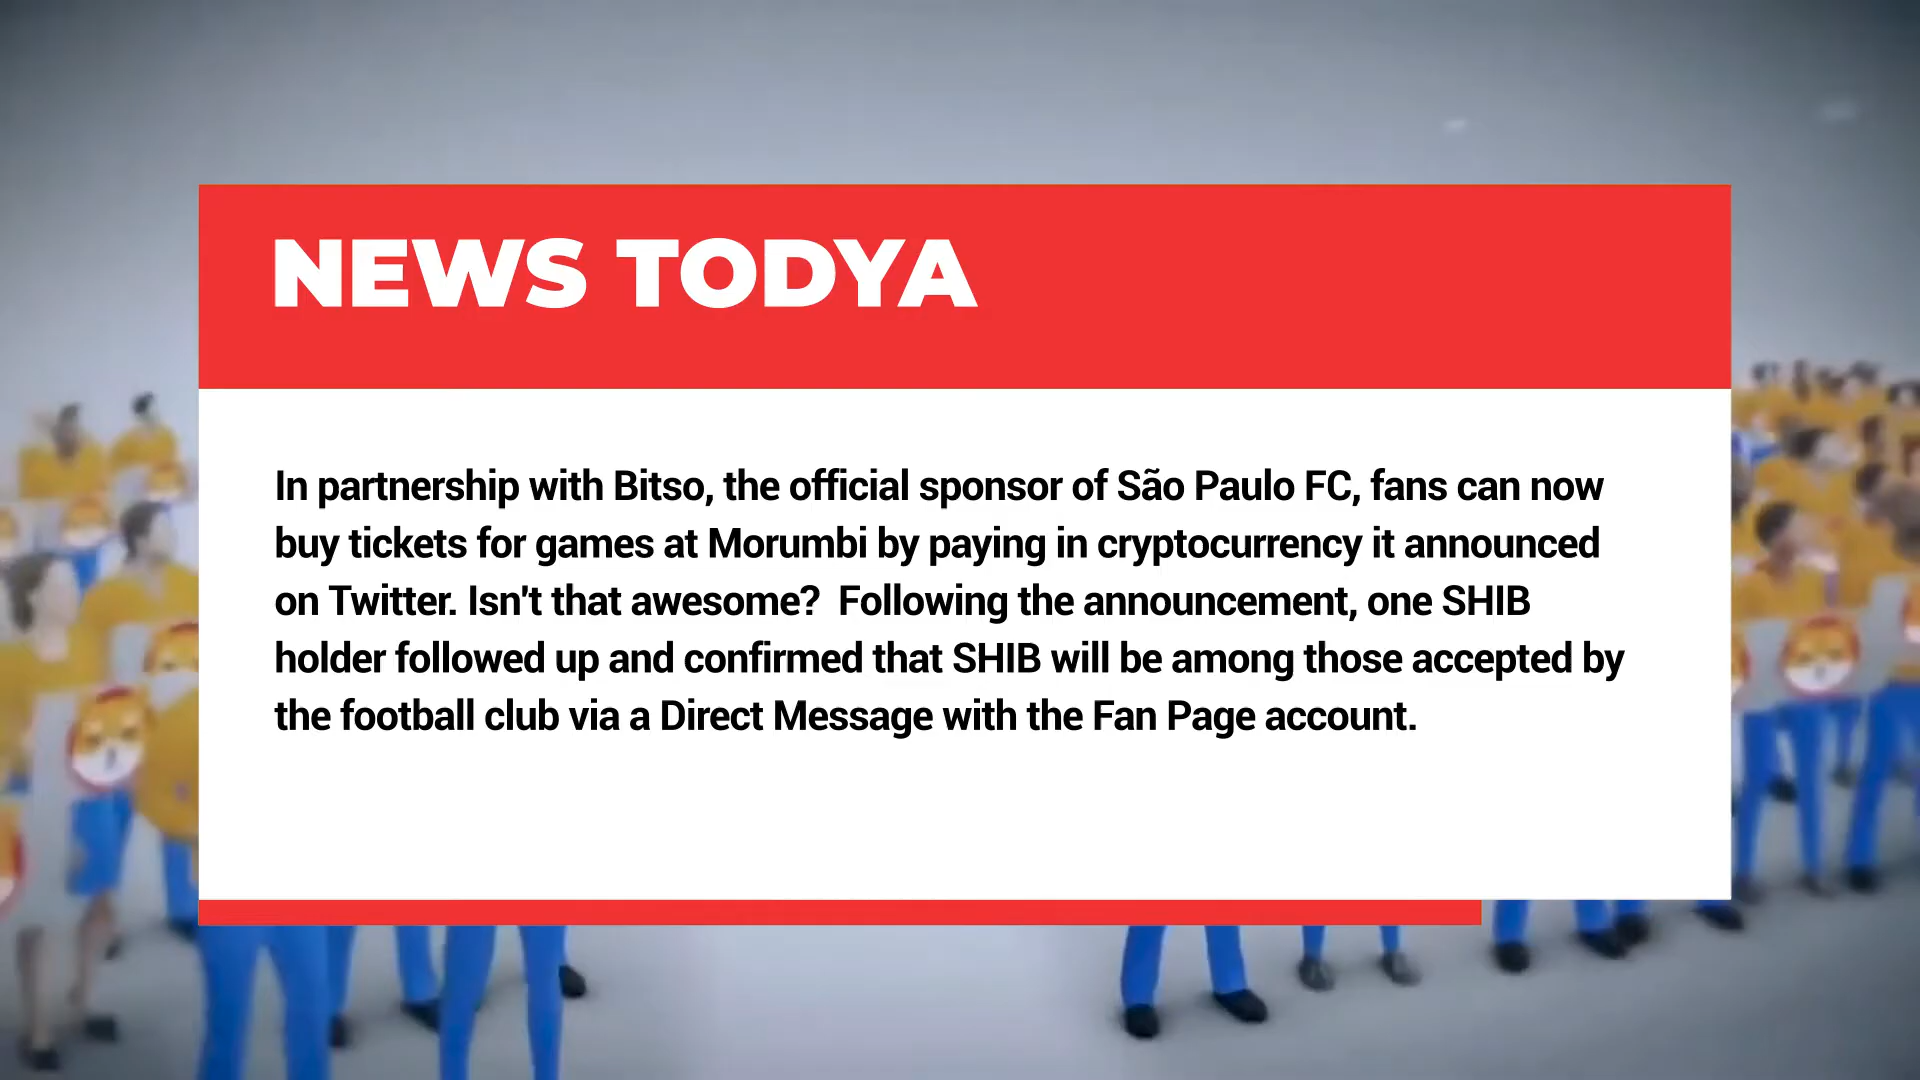 NEWS TODYA
In partnership with Bitso, the official sponsor of São Paulo FC, fans can now
buy tickets for games at Morumbi by paying in cryptocurrency it announced
on Twitter. Isn't that awesome?  Following the announcement, one SHIB
holder followed up and confirmed that SHIB will be among those accepted by
the football club via a Direct Message with the Fan Page account.